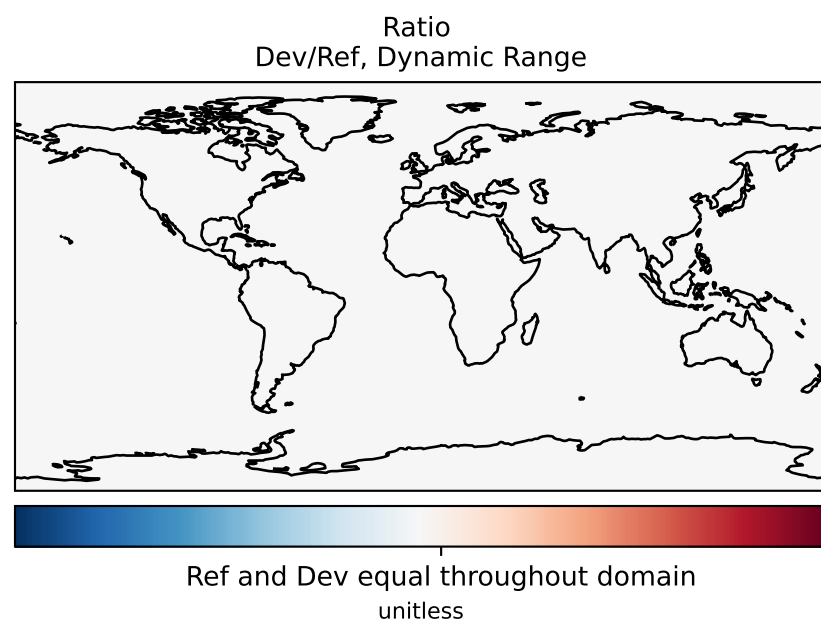 Ratio
Dev/Ref, Dynamic Range
Ref and Dev equal throughout domain
unitless